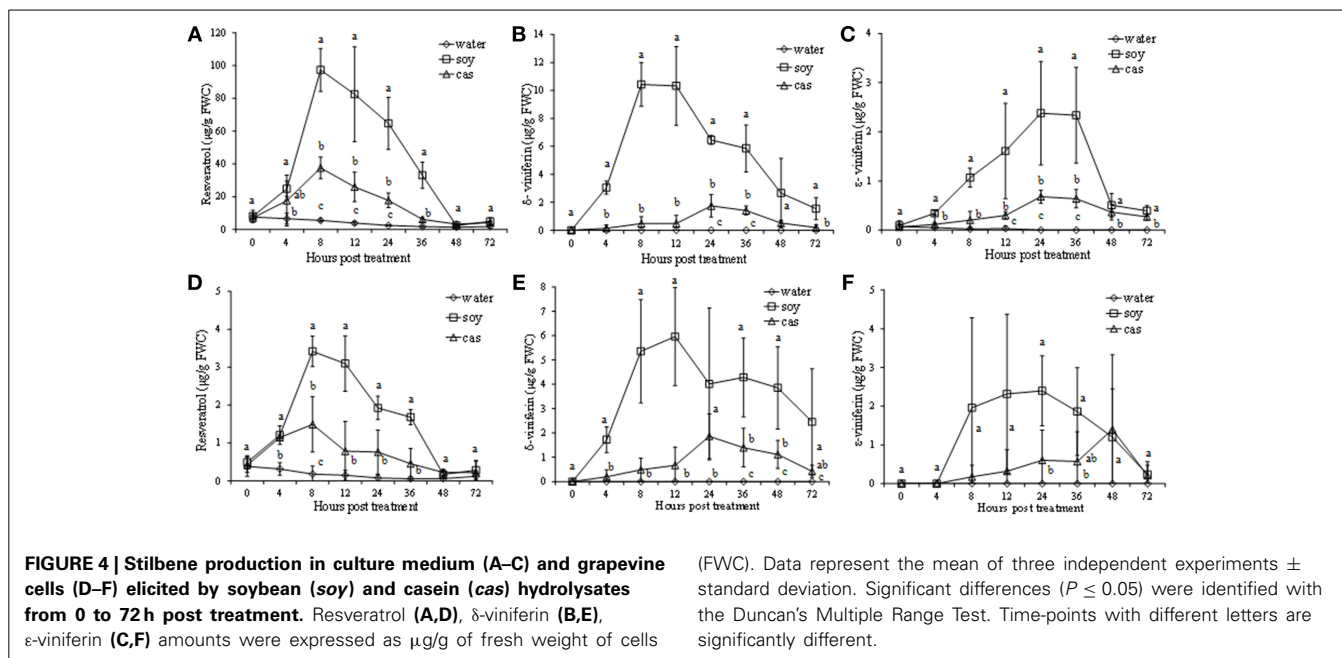 A
Resveratrol (µg/g FWC)
120
100
80
60
40
20
0
water
soy
cas
a a a a a a a a
ab b b b b
b c c c
0 4 8 12 24 36 48 72
Hours post treatment
B
δ- viniferin (µg/g FWC)
14
12
10
8
6
4
2
0
water
soy
cas
a a a a a a a a
b b b b b b
c c
0 4 8 12 24 36 48 72
Hours post treatment
C
ε- viniferin (µg/g FWC)
4
3
2
1
0
water
soy
cas
a a a a a a a a
b b b b b b b
c c
0 4 8 12 24 36 48 72
Hours post treatment
D
Resveratrol (µg/g FWC)
5
4
3
2
1
0
water
soy
cas
a a a a a a a a
b b b b b
c
0 4 8 12 24 36 48 72
Hours post treatment
E
δ-viniferin (µg/g FWC)
8
7
6
5
4
3
2
1
0
water
soy
cas
a a a a a a a a
b b b b b b ab
c c c
0 4 8 12 24 36 48 72
Hours post treatment
F
ε-viniferin (µg/g FWC)
5
4
3
2
1
0
water
soy
cas
a a a a a a a a
b b ab
0 4 8 12 24 36 48 72
Hours post treatment
FIGURE 4 | Stilbene production in culture medium (A–C) and grapevine
cells (D–F) elicited by soybean (soy) and casein (cas) hydrolysates
from 0 to 72 h post treatment. Resveratrol (A,D), δ-viniferin (B,E),
ε-viniferin (C,F) amounts were expressed as µg/g of fresh weight of cells
(FWC). Data represent the mean of three independent experiments ±
standard deviation. Significant differences (P ≤ 0.05) were identified with
the Duncan's Multiple Range Test. Time-points with different letters are
significantly different.